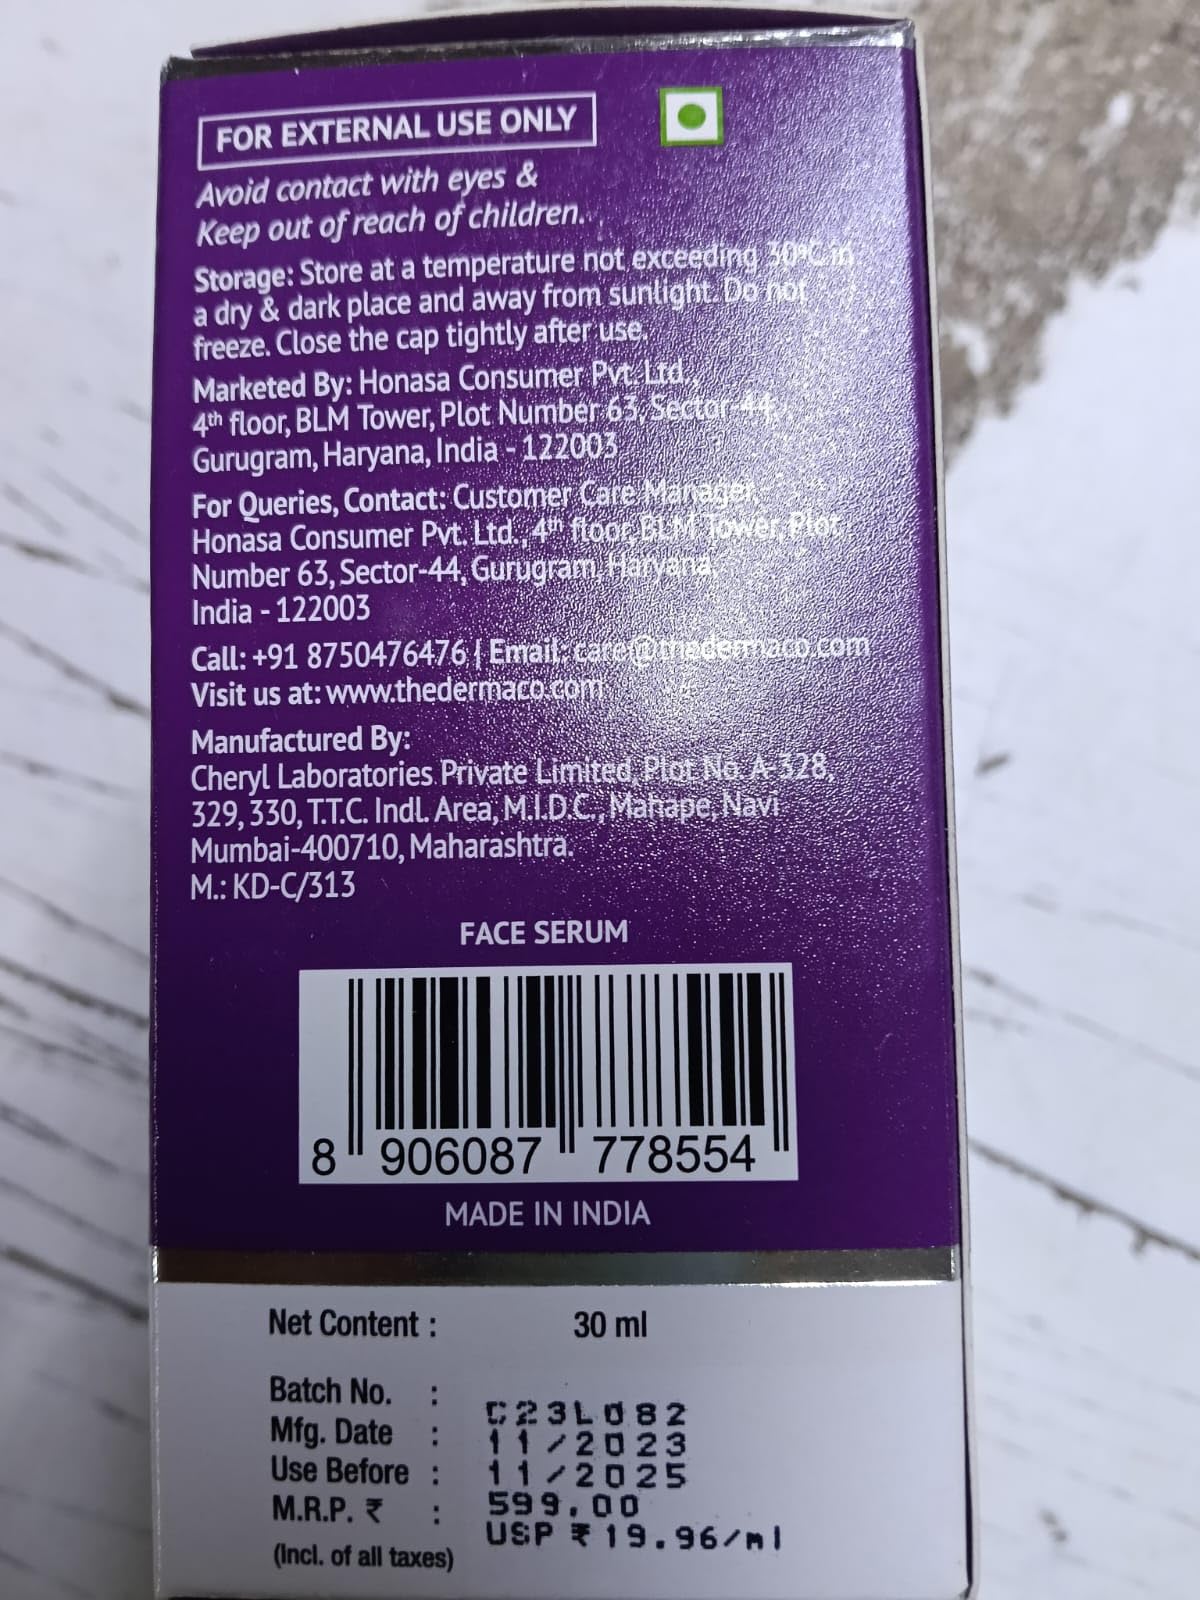 FOR EXTERNAL USE ONLY
Avoid contact with eyes &
Keep out of reach of children.
Storage: Store at a temperature not exceeding 30°C in
a dry & dark place and away from sunlight. Do not
freeze. Close the cap tightly after use.
Marketed By: Honasa Consumer Pvt. Ltd.,
4th floor, BLM Tower, Plot Number 63, Sector-44,
Gurugram, Haryana, India - 122003
For Queries, Contact: Customer Care Manager,
Honasa Consumer Pvt. Ltd., 4th floor, BLM Tower, Plot
Number 63, Sector-44, Gurugram, Haryana,
India - 122003
Call: +91 8750476476 | Email: care@thedermaco.com
Visit us at: www.thedermaco.com
Manufactured By:
Cheryl Laboratories Private Limited, Plot No. A-328,
329, 330, T.T.C. Indl. Area, M.I.D.C., Mahape, Navi
Mumbai-400710, Maharashtra.
M.: KD-C/313
FACE SERUM
8 906087 778554
MADE IN INDIA
Net Content : 30 ml
Batch No. : C23L082
Mfg. Date : 11/2023
Use Before : 11/2025
M.R.P. ₹ : 599.00
(Incl. of all taxes) USP ₹ 19.96/ml